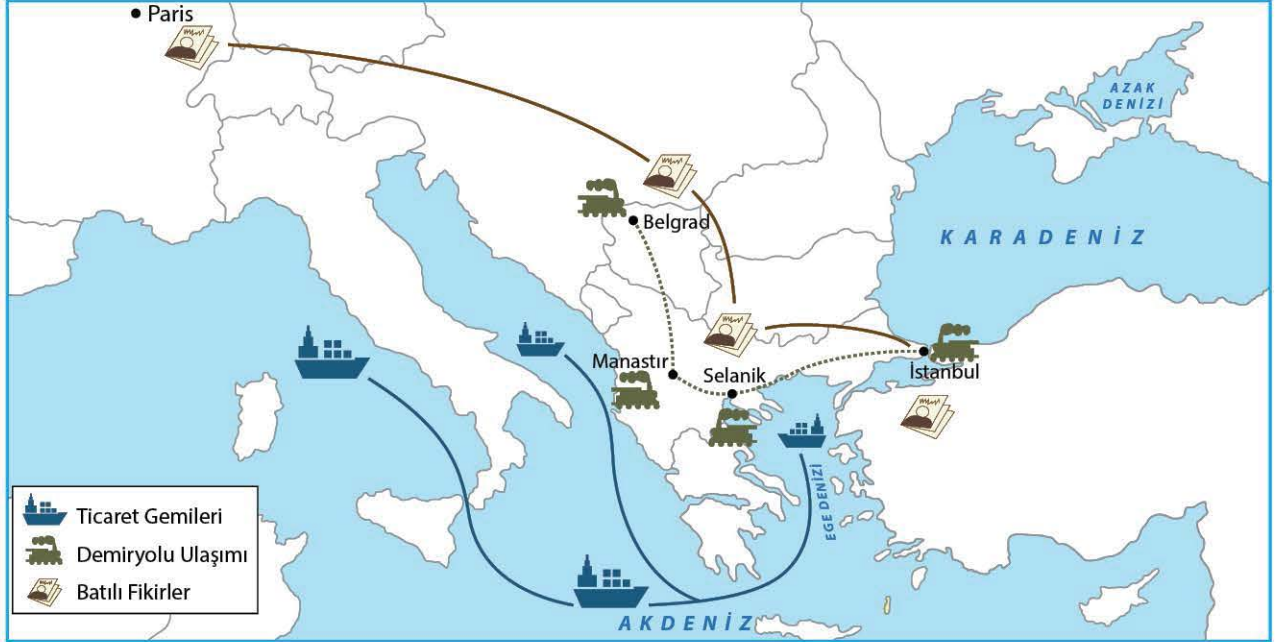 Paris
AZAK
DENİZİ
Belgrad
KARADENİZ
Manastır
Selanik
İstanbul
EGE DENİZİ
Ticaret Gemileri
Demiryolu Ulaşımı
Batılı Fikirler
AKDENİZ